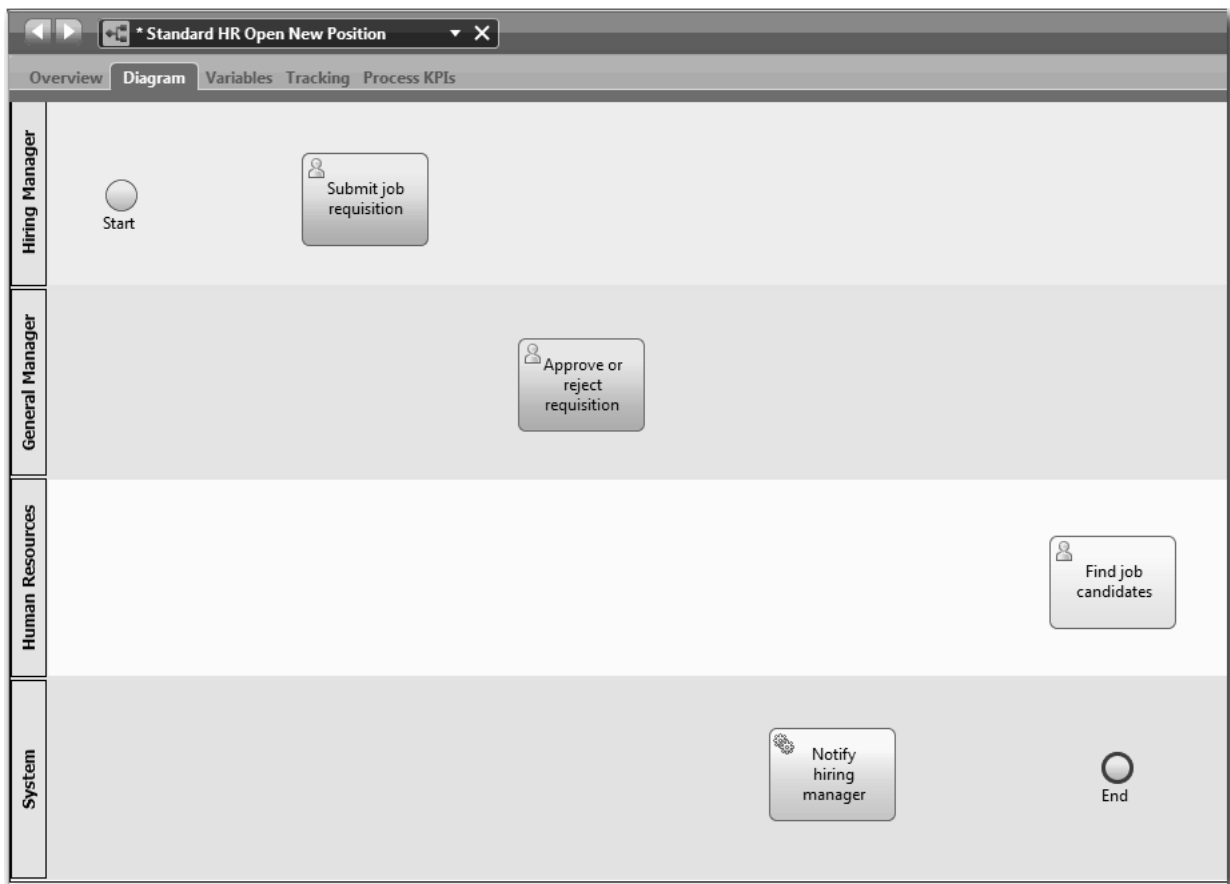 * Standard HR Open New Position
Overview Diagram Variables Tracking Process KPIs
Hiring Manager
Start
Submit job
requisition
General Manager
Approve or
reject
requisition
Human Resources
Find job
candidates
System
Notify
hiring
manager
End